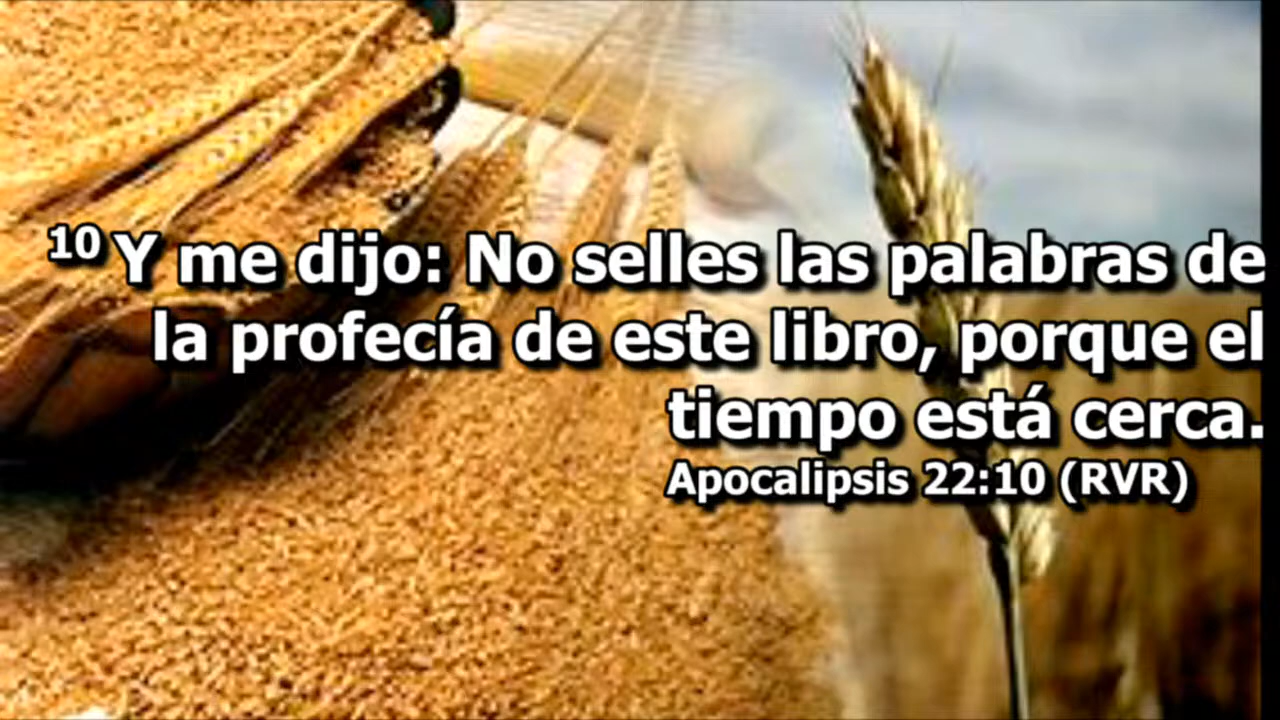 10 Y me dijo: No selles las palabras de
la profecía de este libro, porque el
tiempo está cerca.
Apocalipsis 22:10 (RVR)